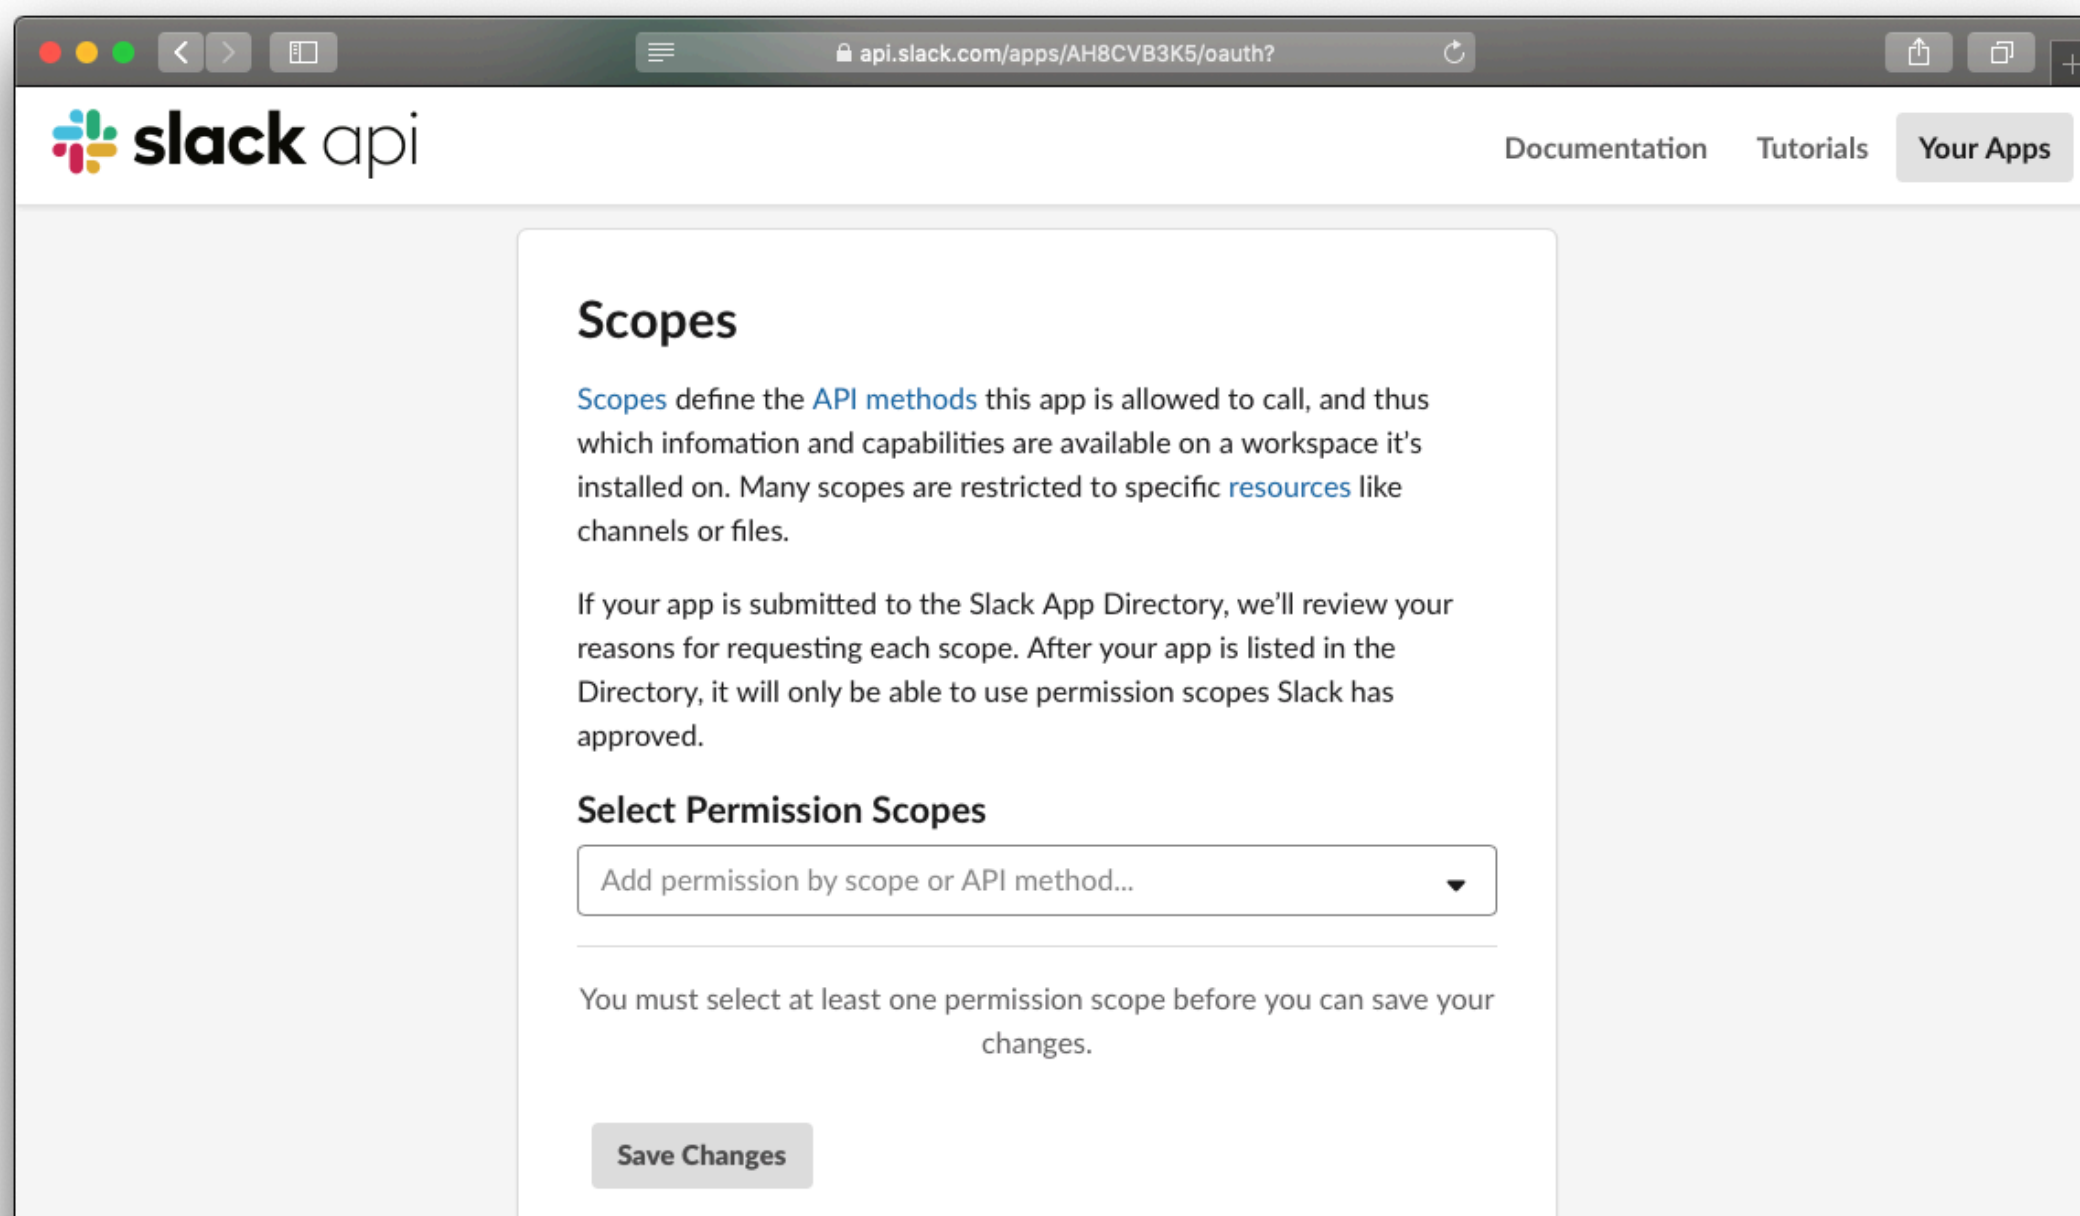 api.slack.com/apps/AH8CVB3K5/oauth?
slack api
Documentation Tutorials Your Apps
Scopes
Scopes define the API methods this app is allowed to call, and thus
which infomation and capabilities are available on a workspace it’s
installed on. Many scopes are restricted to specific resources like
channels or files.
If your app is submitted to the Slack App Directory, we’ll review your
reasons for requesting each scope. After your app is listed in the
Directory, it will only be able to use permission scopes Slack has
approved.
Select Permission Scopes
Add permission by scope or API method...
You must select at least one permission scope before you can save your
changes.
Save Changes